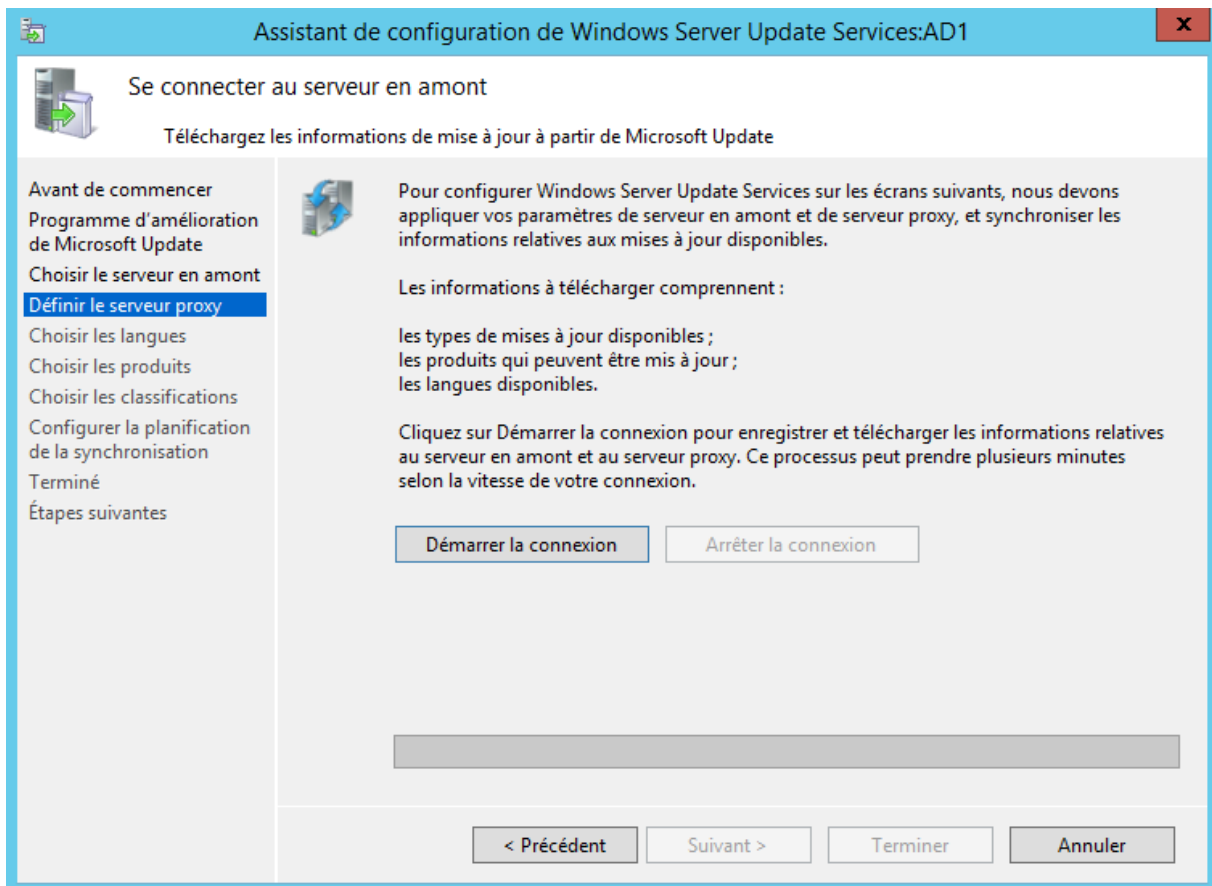 Assistant de configuration de Windows Server Update Services:AD1
x
Se connecter au serveur en amont
Téléchargez les informations de mise à jour à partir de Microsoft Update
Avant de commencer
Programme d'amélioration
de Microsoft Update
Choisir le serveur en amont
Définir le serveur proxy
Choisir les langues
Choisir les produits
Choisir les classifications
Configurer la planification
de la synchronisation
Terminé
Étapes suivantes
Pour configurer Windows Server Update Services sur les écrans suivants, nous devons
appliquer vos paramètres de serveur en amont et de serveur proxy, et synchroniser les
informations relatives aux mises à jour disponibles.
Les informations à télécharger comprennent :
les types de mises à jour disponibles ;
les produits qui peuvent être mis à jour ;
les langues disponibles.
Cliquez sur Démarrer la connexion pour enregistrer et télécharger les informations relatives
au serveur en amont et au serveur proxy. Ce processus peut prendre plusieurs minutes
selon la vitesse de votre connexion.
Démarrer la connexion
Arrêter la connexion
< Précédent
Suivant >
Terminer
Annuler